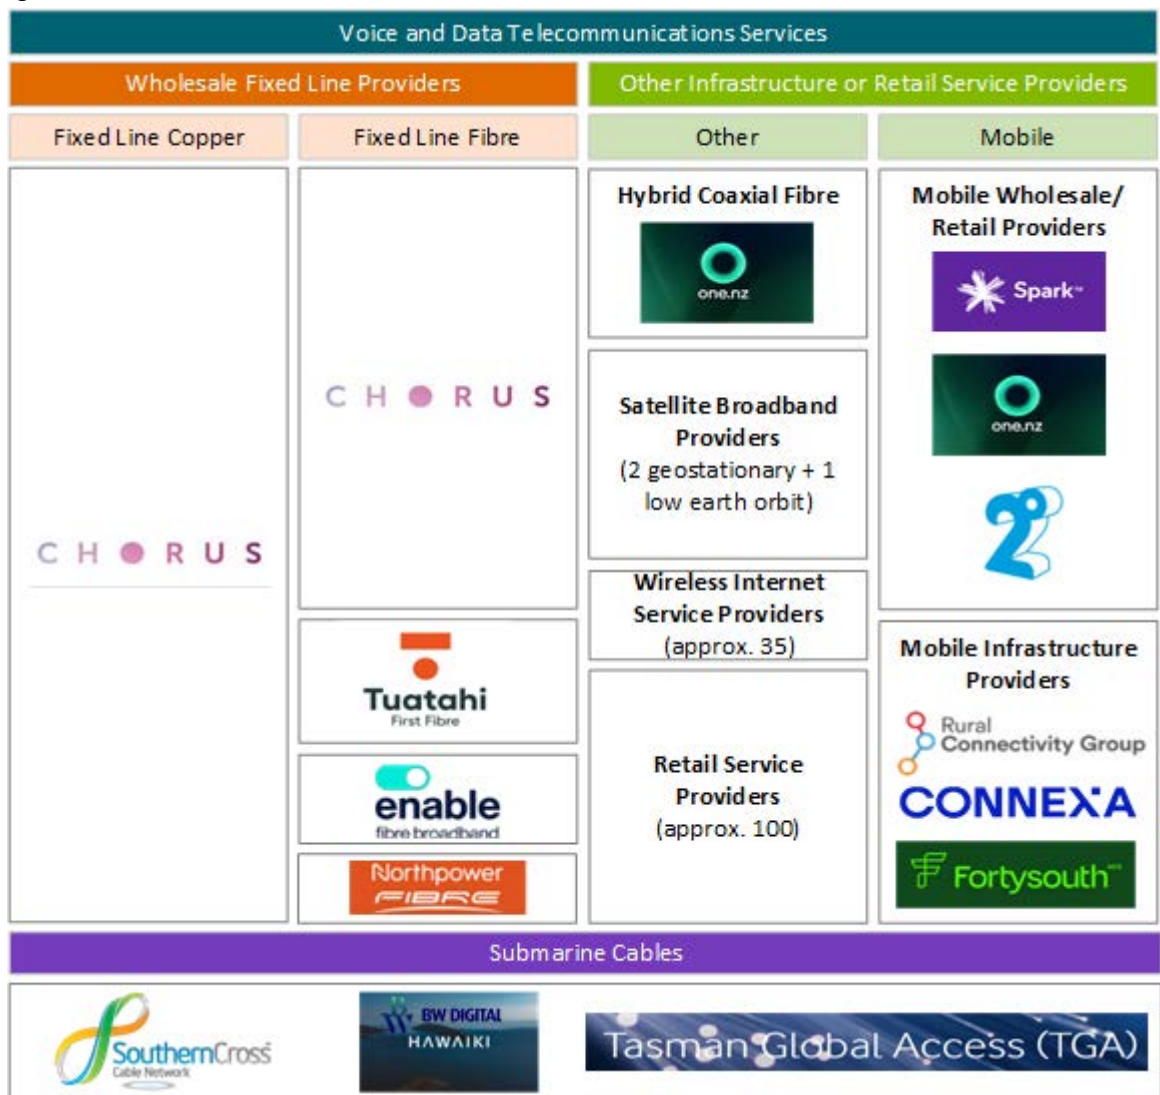 Voice and Data Telecommunications Services
Wholesale Fixed Line Providers
Other Infrastructure or Retail Service Providers
Fixed Line Copper
Fixed Line Fibre
Other
Mobile
CHORUS
CHORUS
Tuatahi
First Fibre
enable
fibre broadband
Northpower
FIBRE
Hybrid Coaxial Fibre
one.nz
Satellite Broadband
Providers
(2 geostationary + 1
low earth orbit)
Wireless Internet
Service Providers
(approx. 35)
Retail Service
Providers
(approx. 100)
Mobile Wholesale/
Retail Providers
Spark
one.nz
2°
Mobile Infrastructure
Providers
Rural
Connectivity Group
CONNEXA
Fortysouth
Submarine Cables
SouthernCross
Cable Network
BW DIGITAL
HAWAIKI
Tasman Global Access (TGA)